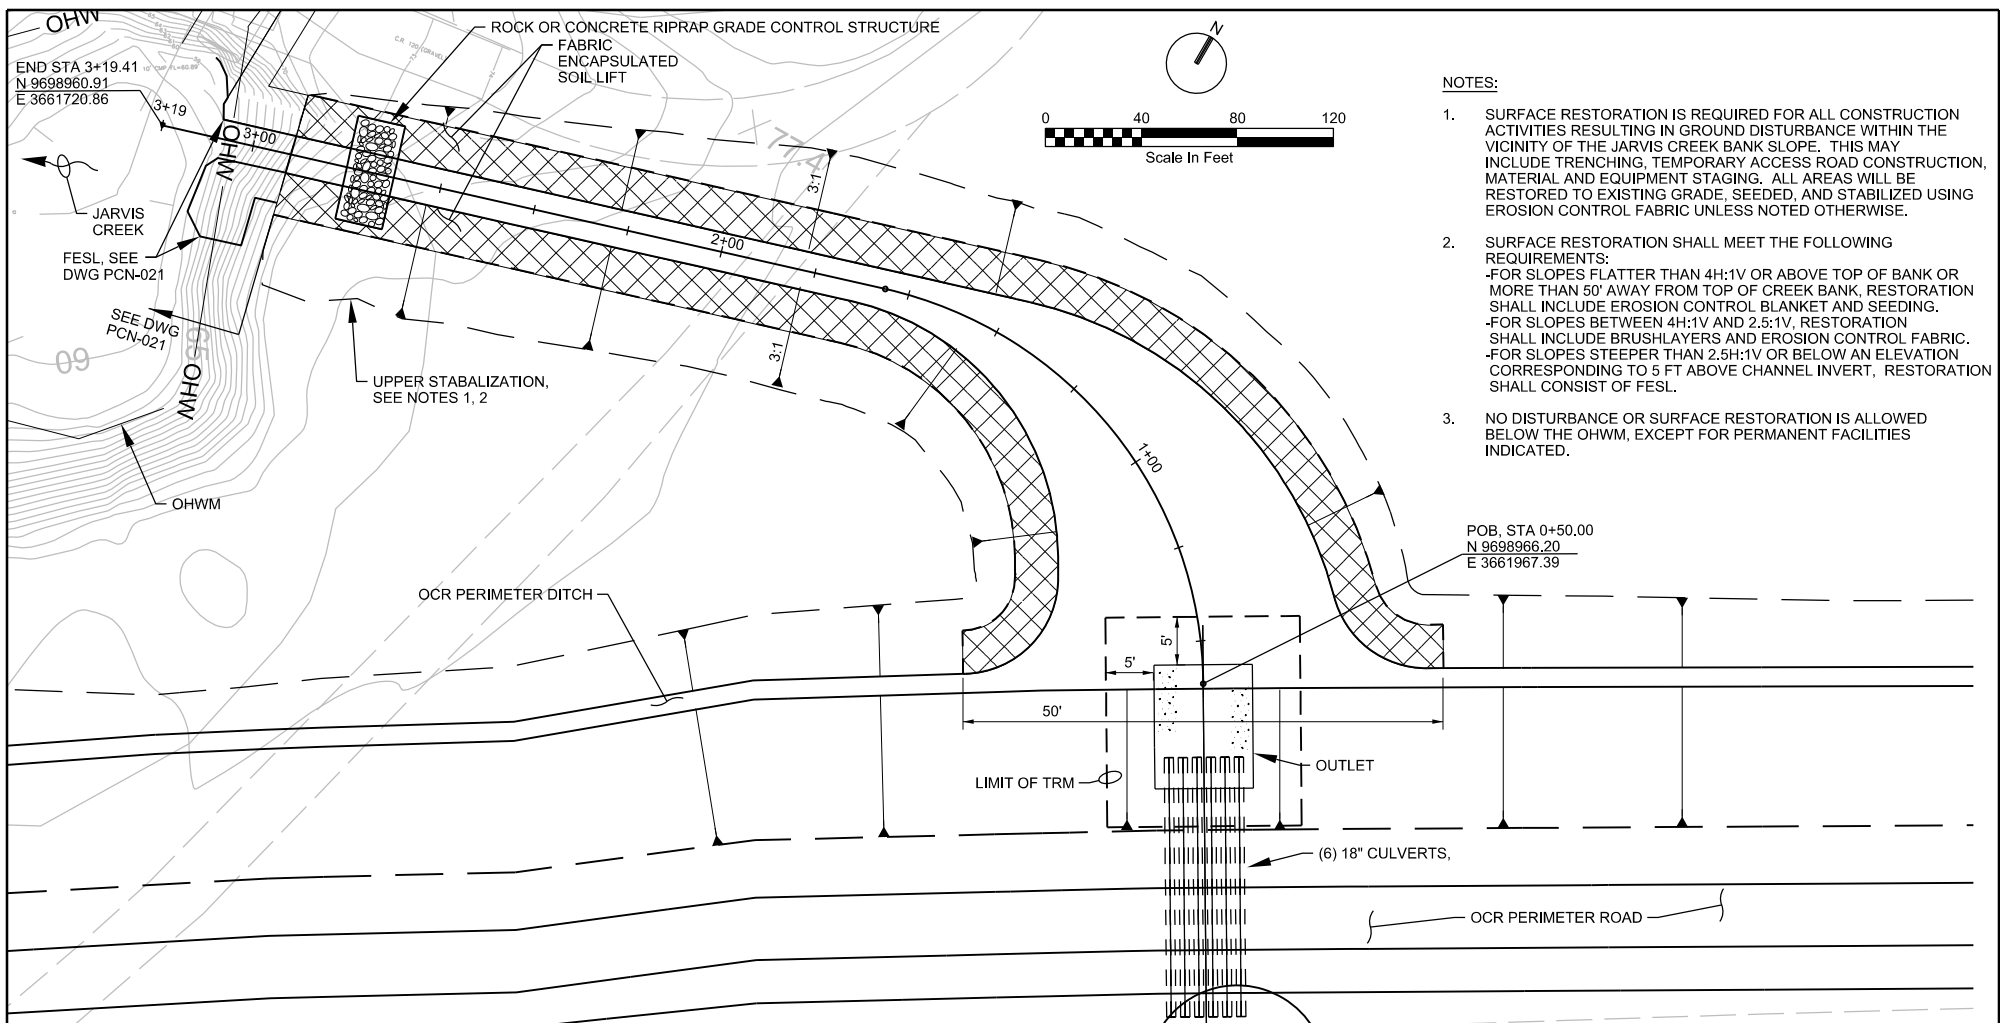 OHW
ROCK OR CONCRETE RIPRAP GRADE CONTROL STRUCTURE
FABRIC
ENCAPSULATED
SOIL LIFT
END STA 3+19.41
N 9698960.91
E 3661720.86
3+19
3+00
OHW
JARVIS
CREEK
FESL, SEE
DWG PCN-021
SEE DWG
PCN-021
60
65
OHW
UPPER STABALIZATION,
SEE NOTES 1, 2
OHWM
C.R. 120 (GRAVEL)
77.4
3:1
2+00
3:1
1+00
N
0 40 80 120
Scale In Feet
NOTES:
1. SURFACE RESTORATION IS REQUIRED FOR ALL CONSTRUCTION
ACTIVITIES RESULTING IN GROUND DISTURBANCE WITHIN THE
VICINITY OF THE JARVIS CREEK BANK SLOPE. THIS MAY
INCLUDE TRENCHING, TEMPORARY ACCESS ROAD CONSTRUCTION,
MATERIAL AND EQUIPMENT STAGING. ALL AREAS WILL BE
RESTORED TO EXISTING GRADE, SEEDED, AND STABILIZED USING
EROSION CONTROL FABRIC UNLESS NOTED OTHERWISE.
2. SURFACE RESTORATION SHALL MEET THE FOLLOWING
REQUIREMENTS:
-FOR SLOPES FLATTER THAN 4H:1V OR ABOVE TOP OF BANK OR
MORE THAN 50' AWAY FROM TOP OF CREEK BANK, RESTORATION
SHALL INCLUDE EROSION CONTROL BLANKET AND SEEDING.
-FOR SLOPES BETWEEN 4H:1V AND 2.5:1V, RESTORATION
SHALL INCLUDE BRUSHLAYERS AND EROSION CONTROL FABRIC.
-FOR SLOPES STEEPER THAN 2.5H:1V OR BELOW AN ELEVATION
CORRESPONDING TO 5 FT ABOVE CHANNEL INVERT, RESTORATION
SHALL CONSIST OF FESL.
3. NO DISTURBANCE OR SURFACE RESTORATION IS ALLOWED
BELOW THE OHWM, EXCEPT FOR PERMANENT FACILITIES
INDICATED.
POB, STA 0+50.00
N 9698966.20
E 3661967.39
OCR PERIMETER DITCH
5'
5'
50'
LIMIT OF TRM
OUTLET
(6) 18" CULVERTS,
OCR PERIMETER ROAD